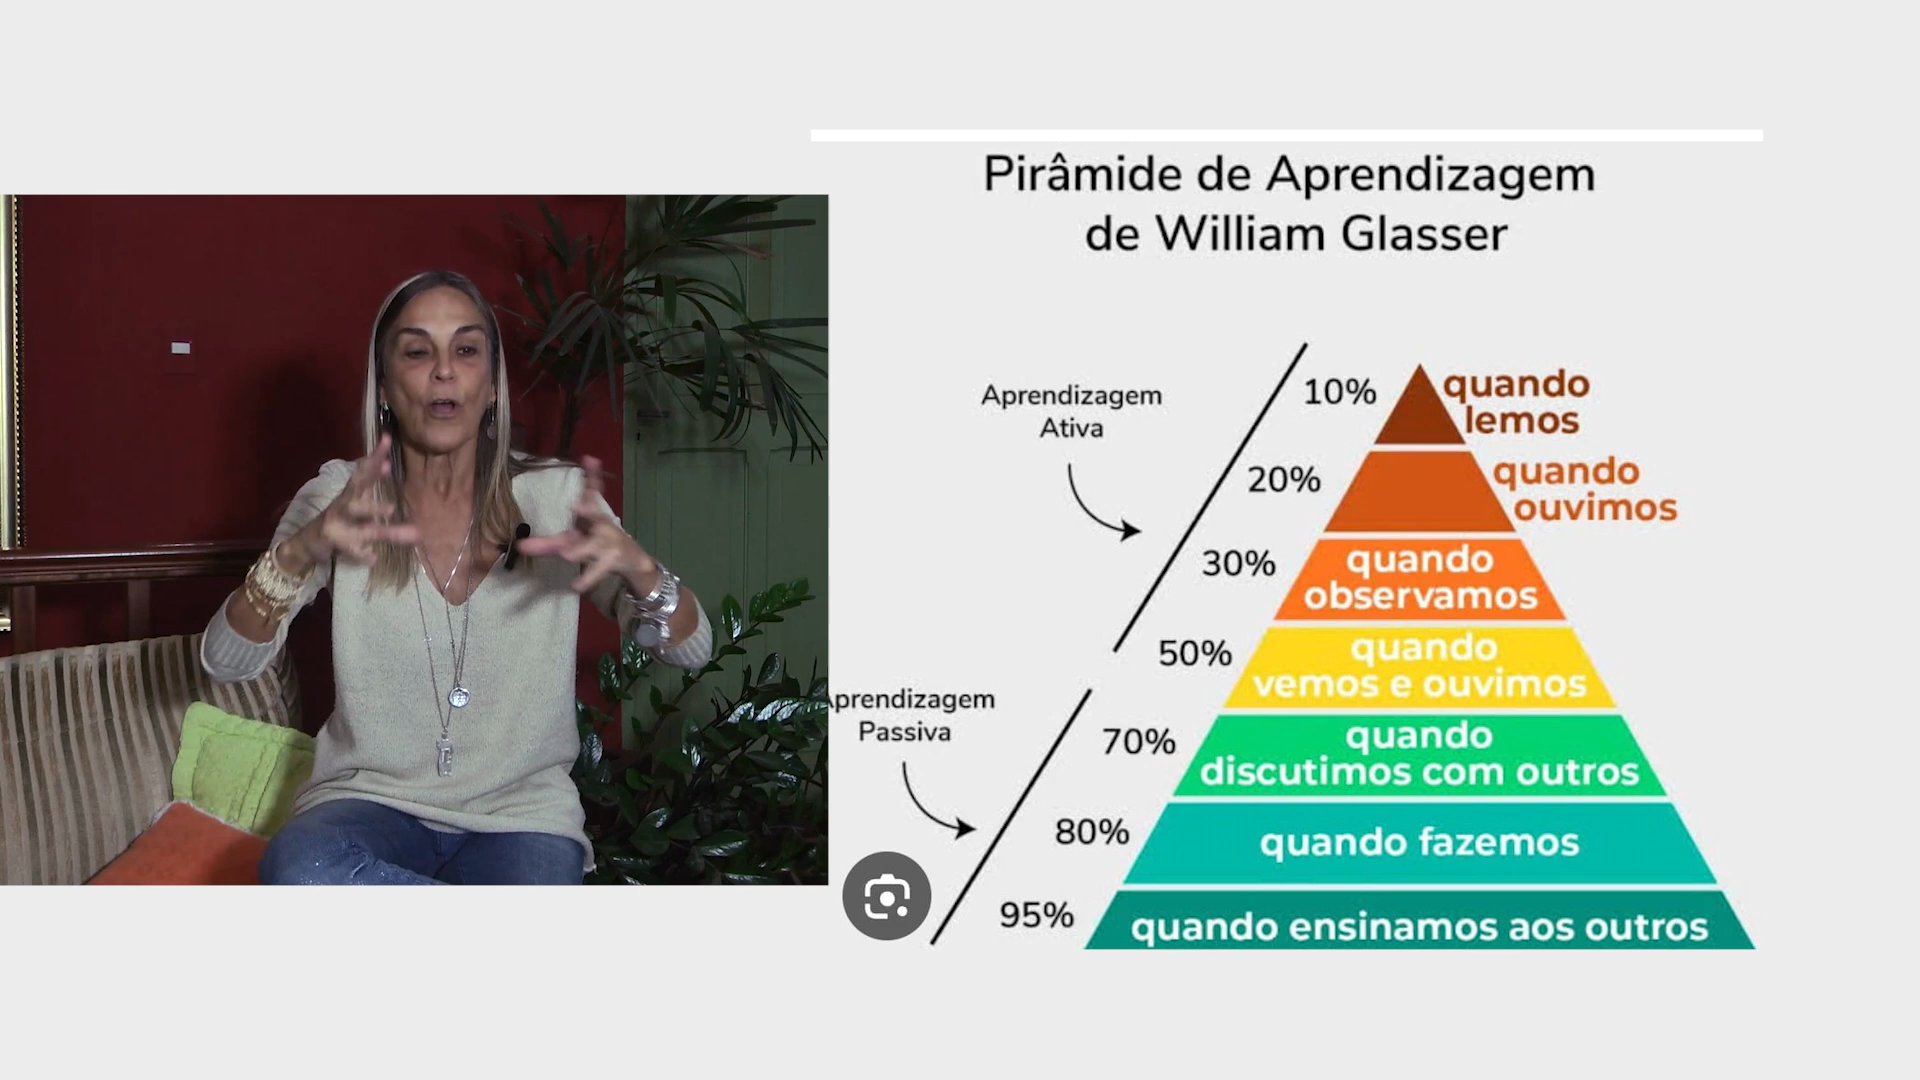 Pirâmide de Aprendizagem
de William Glasser
Aprendizagem
Ativa
10%
quando
lemos
20%
quando
ouvimos
30%
quando
observamos
50%
quando
vemos e ouvimos
Aprendizagem
Passiva
70%
quando
discutimos com outros
80%
quando fazemos
95%
quando ensinamos aos outros